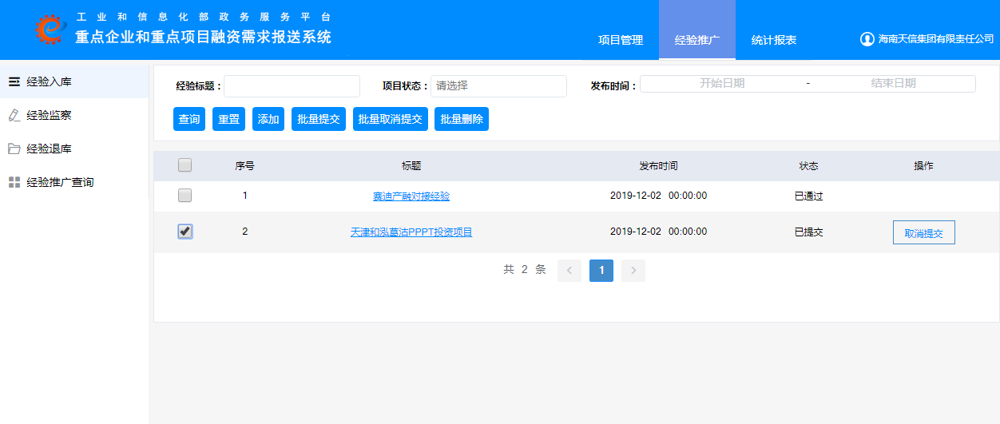 工业和信息化部政务服务平台
重点企业和重点项目融资需求报送系统
项目管理 经验推广 统计报表 海南天信集团有限责任公司
经验入库
经验监察
经验退库
经验推广查询
经验标题： 项目状态： 请选择 发布时间： 开始日期 - 结束日期
查询 重置 添加 批量提交 批量取消提交 批量删除
序号 标题 发布时间 状态 操作
1 赛迪产融对接经验 2019-12-02 00:00:00 已通过
2 天津和泓葛沽PPPT投资项目 2019-12-02 00:00:00 已提交 取消提交
共 2 条 < 1 >